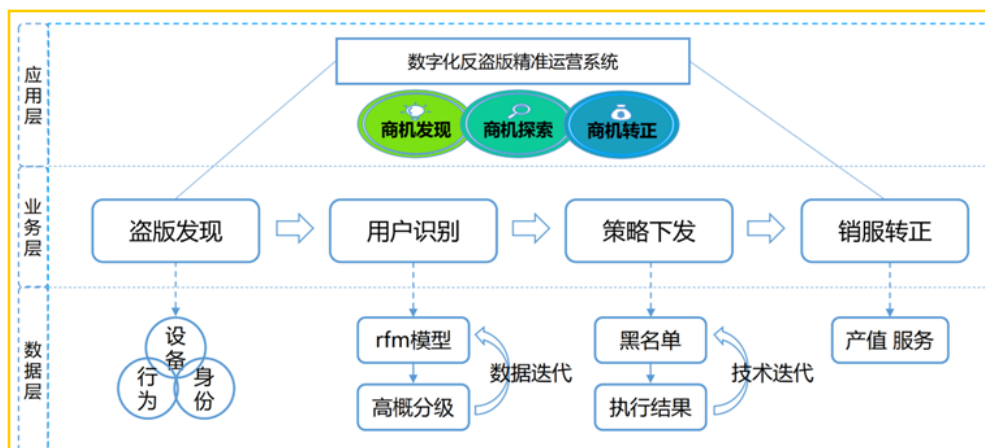 应用层
数字化反盗版精准运营系统
商机发现
商机探索
商机转正
业务层
盗版发现
用户识别
策略下发
销服转正
数据层
设备
行为
身份
rfm模型
高概分级
数据迭代
黑名单
执行结果
技术迭代
产值 服务